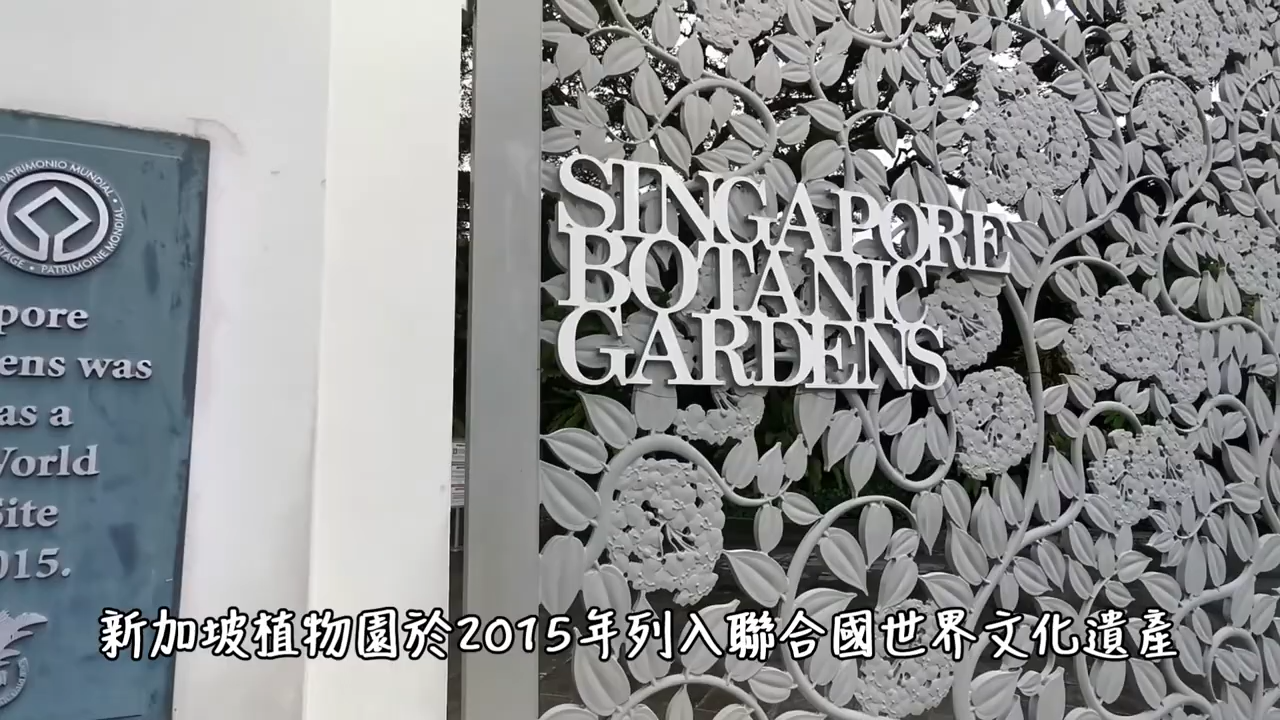 PATRIMONIO MUNDIAL •
• PATRIMOINE MONDIAL
pore
ens was
as a
World
Site
015.
SINGAPORE
BOTANIC
GARDENS
新加坡植物園於2015年列入聯合國世界文化遺產